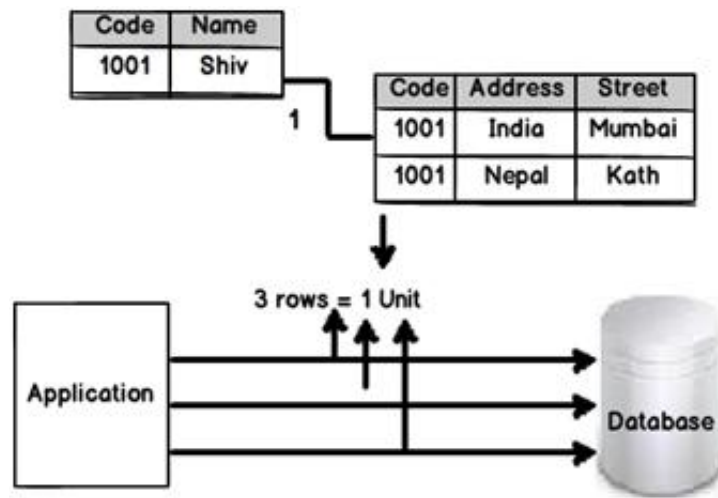 Code Name
1001 Shiv
1
Code Address Street
1001 India Mumbai
1001 Nepal Kath
3 rows = 1 Unit
Application
Database